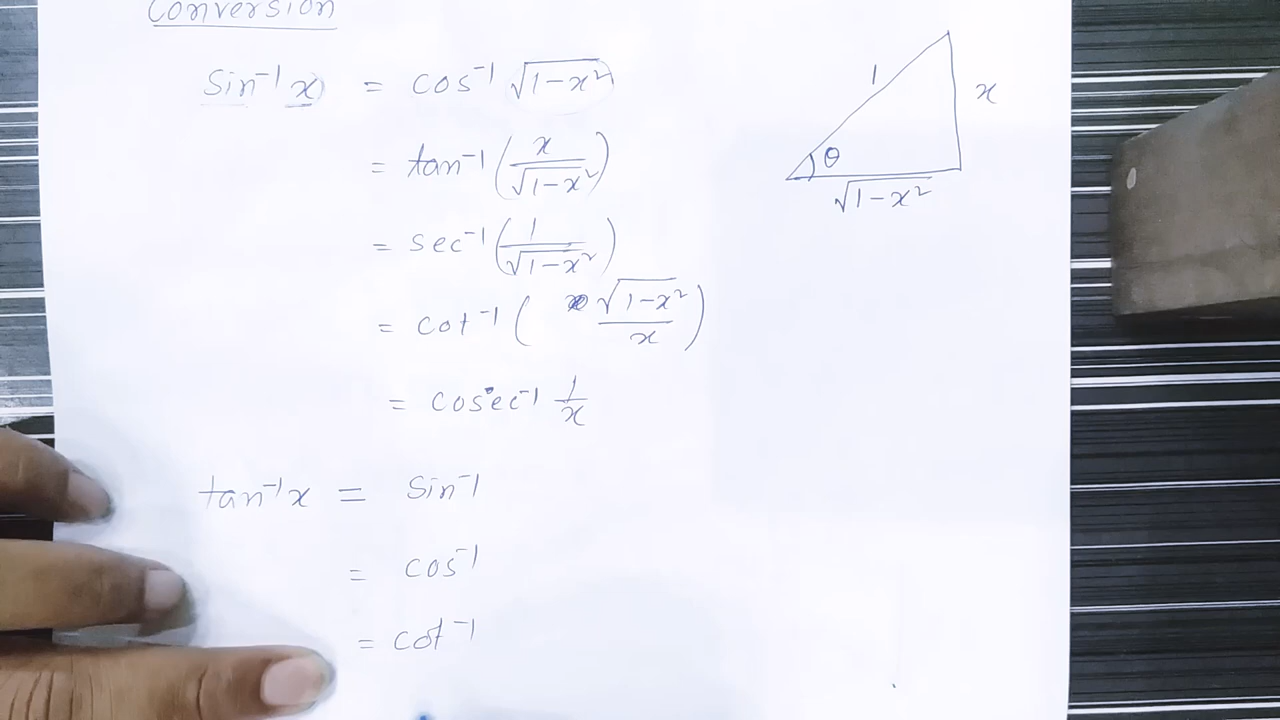 Conversion
sin⁻¹x = cos⁻¹ √(1-x²)
= tan⁻¹ (x/√(1-x²))
= sec⁻¹ (1/√(1-x²))
= cot⁻¹ (√(1-x²)/x)
= cosec⁻¹ 1/x
tan⁻¹x = sin⁻¹
= cos⁻¹
= cot⁻¹
1
x
θ
√(1-x²)